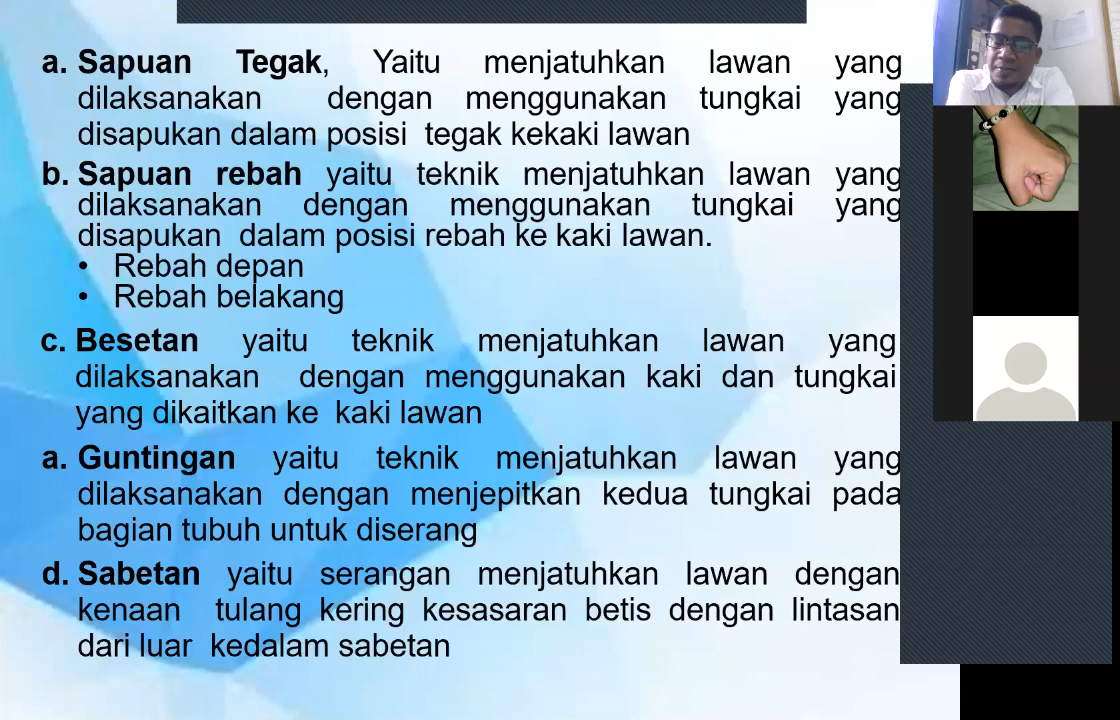 a. Sapuan Tegak, Yaitu menjatuhkan lawan yang
dilaksanakan dengan menggunakan tungkai yang
disapukan dalam posisi tegak kekaki lawan
b. Sapuan rebah yaitu teknik menjatuhkan lawan yang
dilaksanakan dengan menggunakan tungkai yang
disapukan dalam posisi rebah ke kaki lawan.
• Rebah depan
• Rebah belakang
c. Besetan yaitu teknik menjatuhkan lawan yang
dilaksanakan dengan menggunakan kaki dan tungkai
yang dikaitkan ke kaki lawan
a. Guntingan yaitu teknik menjatuhkan lawan yang
dilaksanakan dengan menjepitkan kedua tungkai pada
bagian tubuh untuk diserang
d. Sabetan yaitu serangan menjatuhkan lawan dengan
kenaan tulang kering kesasaran betis dengan lintasan
dari luar kedalam sabetan